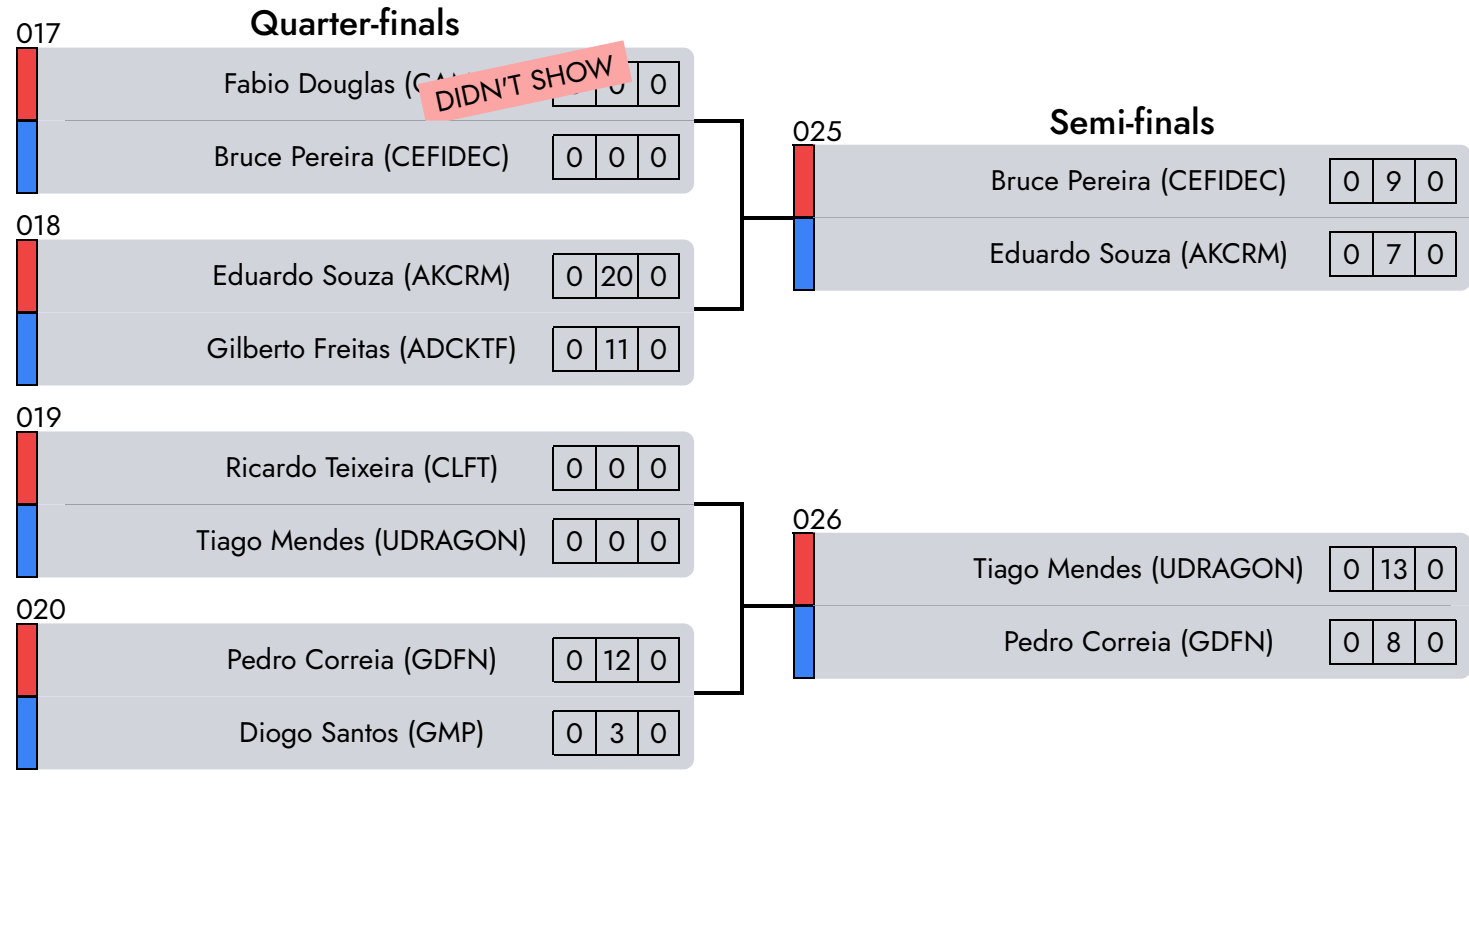 Quarter-finals
017
Fabio Douglas
DIDN'T SHOW
0 0
Bruce Pereira (CEFIDEC) 0 0 0
018
Eduardo Souza (AKCRM) 0 20 0
Gilberto Freitas (ADCKTF) 0 11 0
019
Ricardo Teixeira (CLFT) 0 0 0
Tiago Mendes (UDRAGON) 0 0 0
020
Pedro Correia (GDFN) 0 12 0
Diogo Santos (GMP) 0 3 0
Semi-finals
025
Bruce Pereira (CEFIDEC) 0 9 0
Eduardo Souza (AKCRM) 0 7 0
026
Tiago Mendes (UDRAGON) 0 13 0
Pedro Correia (GDFN) 0 8 0